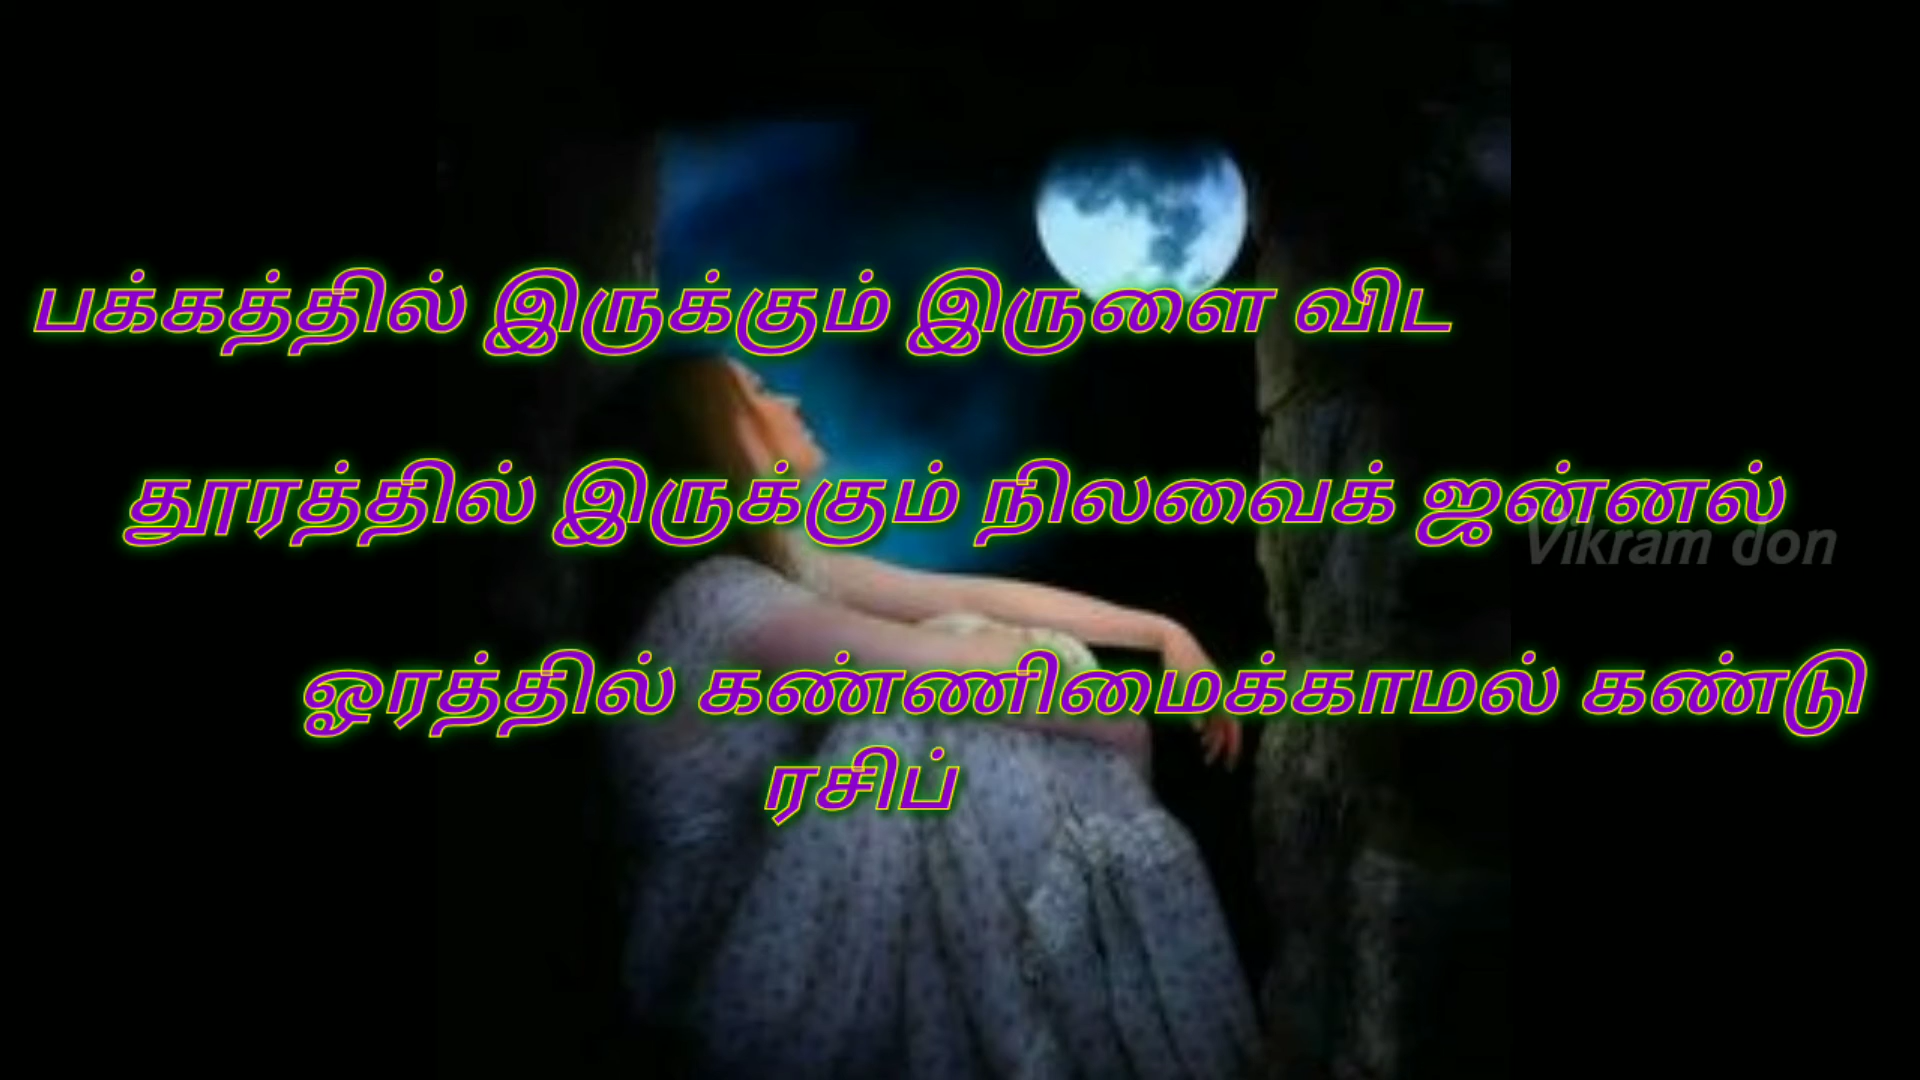 பக்கத்தில் இருக்கும் இருளை விட
தூரத்தில் இருக்கும் நிலவைக் ஜன்னல்
Vikram don
ஓரத்தில் கண்ணிமைக்காமல் கண்டு
ரசிப்